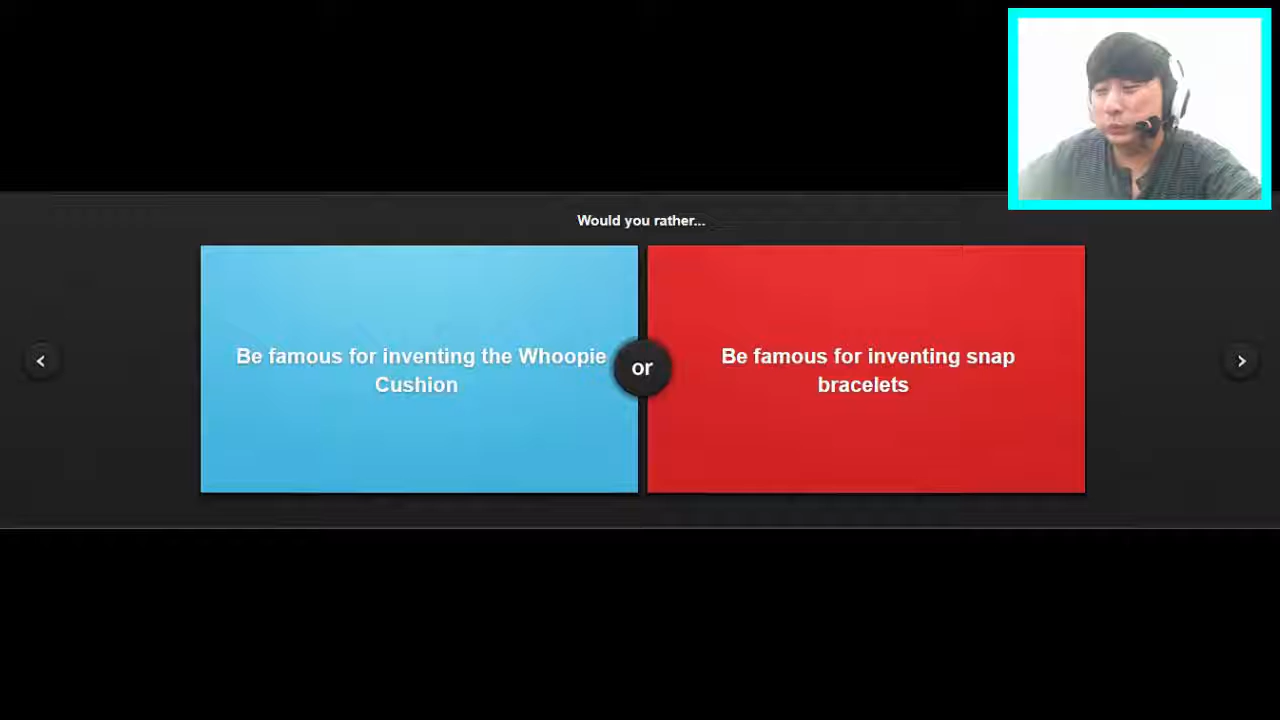 Would you rather...
Be famous for inventing the Whoopie
Cushion
or
Be famous for inventing snap
bracelets